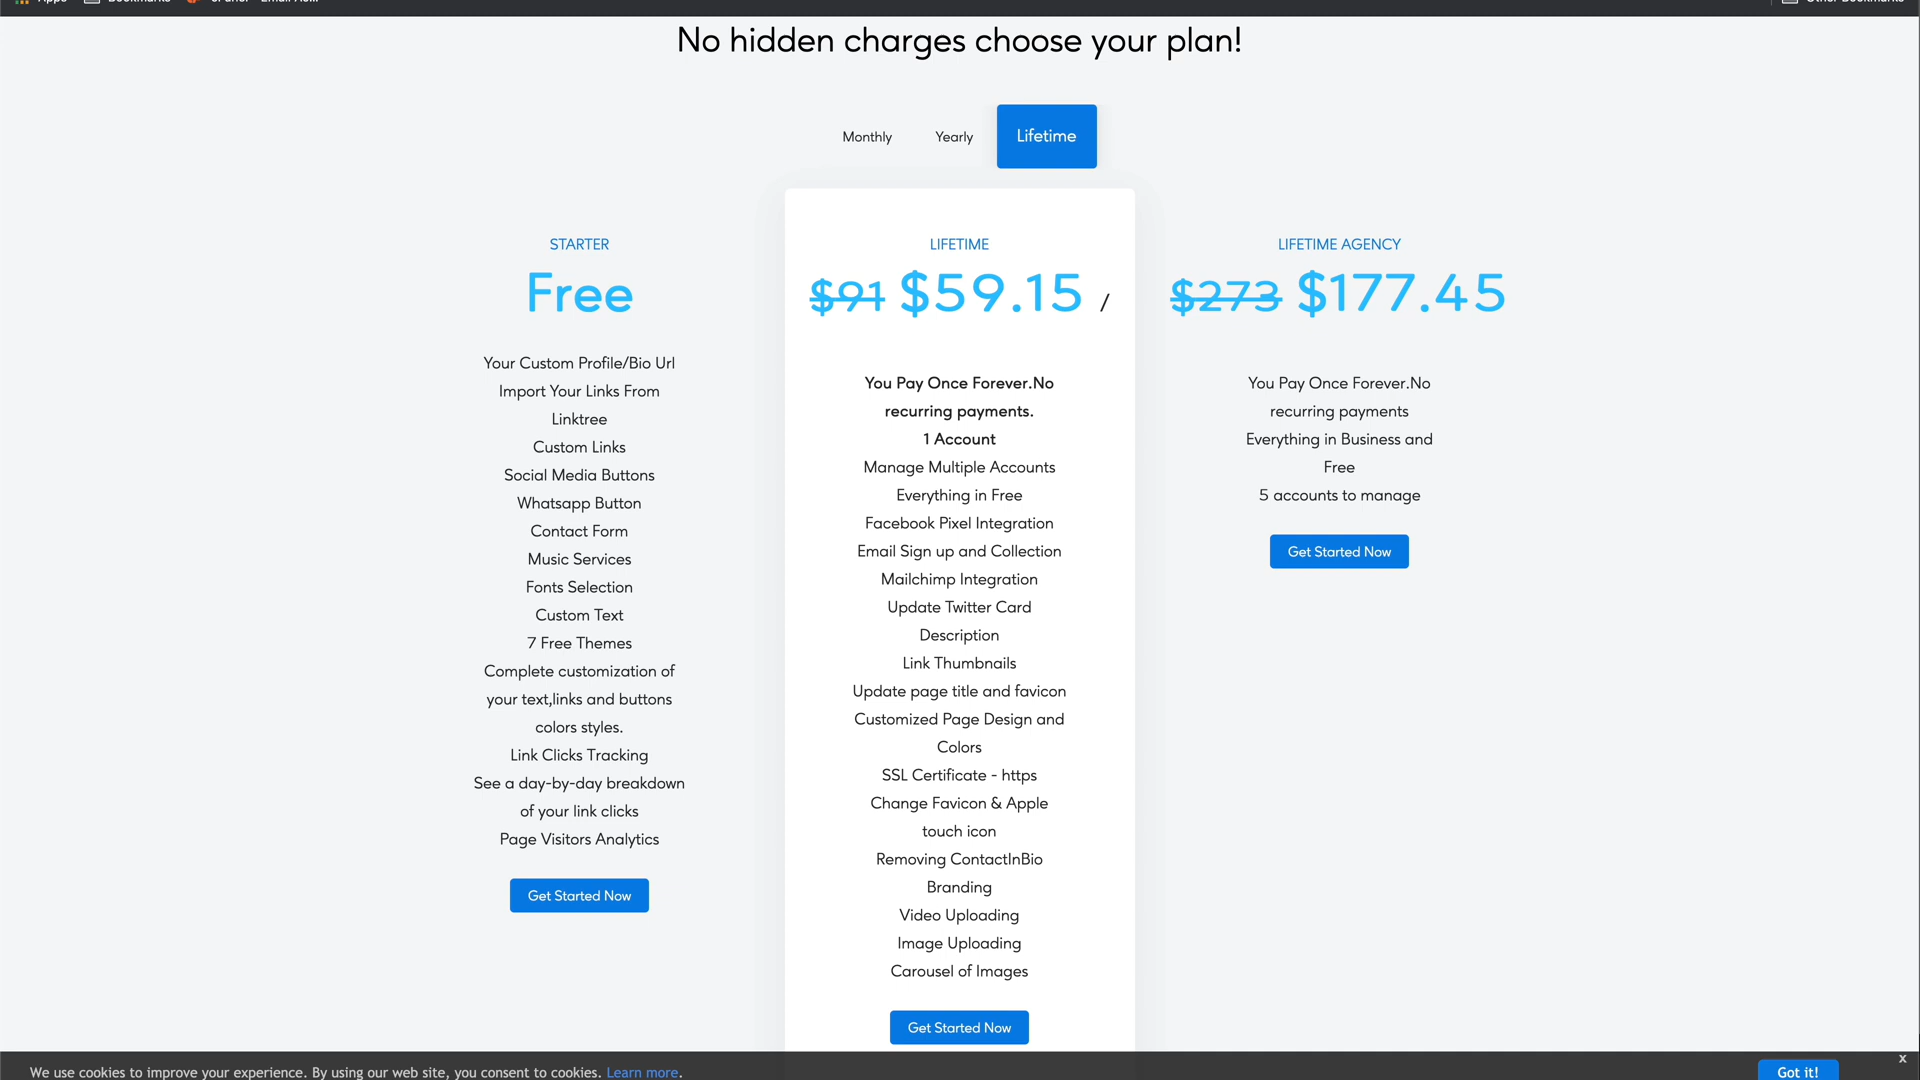 No hidden charges choose your plan!
Monthly
Yearly
Lifetime
STARTER
Free
Your Custom Profile/Bio Url
Import Your Links From
Linktree
Custom Links
Social Media Buttons
Whatsapp Button
Contact Form
Music Services
Fonts Selection
Custom Text
7 Free Themes
Complete customization of
your text,links and buttons
colors styles.
Link Clicks Tracking
See a day-by-day breakdown
of your link clicks
Page Visitors Analytics
Get Started Now
LIFETIME
$91 $59.15 /
You Pay Once Forever.No
recurring payments.
1 Account
Manage Multiple Accounts
Everything in Free
Facebook Pixel Integration
Email Sign up and Collection
Mailchimp Integration
Update Twitter Card
Description
Link Thumbnails
Update page title and favicon
Customized Page Design and
Colors
SSL Certificate - https
Change Favicon & Apple
touch icon
Removing ContactInBio
Branding
Video Uploading
Image Uploading
Carousel of Images
Get Started Now
LIFETIME AGENCY
$273 $177.45
You Pay Once Forever.No
recurring payments
Everything in Business and
Free
5 accounts to manage
Get Started Now
We use cookies to improve your experience. By using our web site, you consent to cookies. Learn more.
x
Got it!